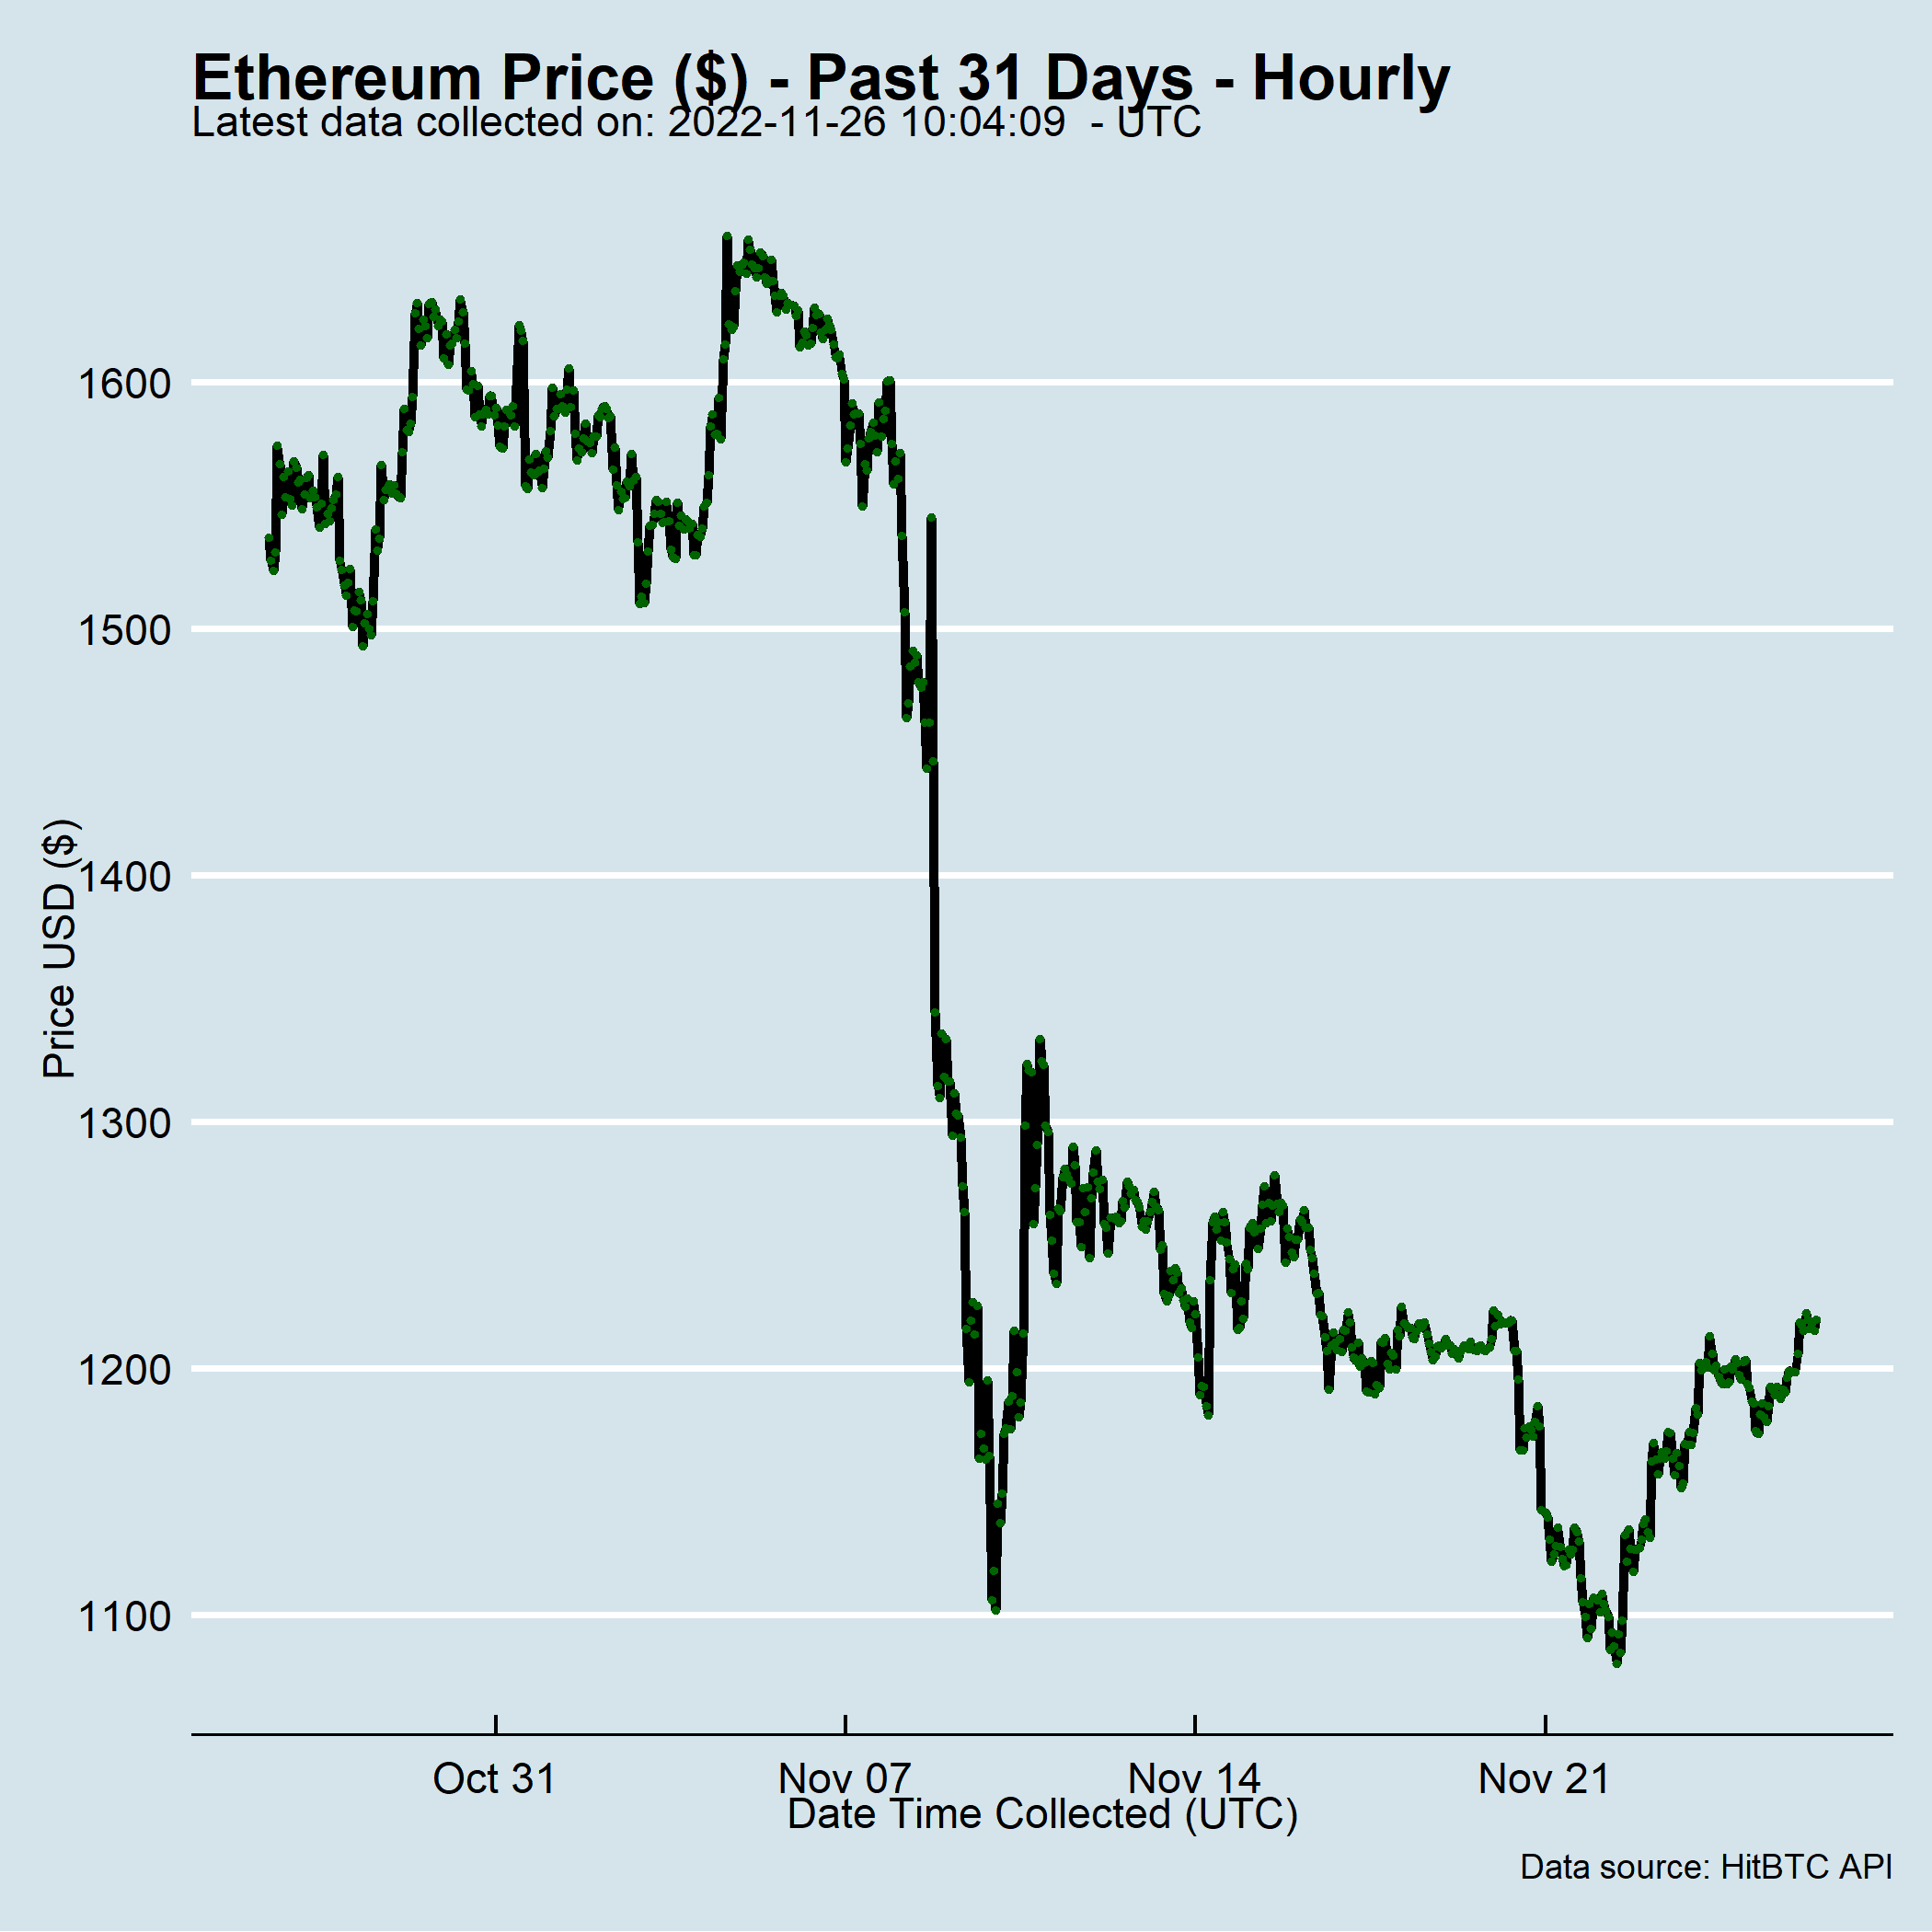 Ethereum Price ($) - Past 31 Days - Hourly
Latest data collected on: 2022-11-26 10:04:09  - UTC
Price USD ($)
1600
1500
1400
1300
1200
1100
Oct 31
Nov 07
Nov 14
Nov 21
Date Time Collected (UTC)
Data source: HitBTC API